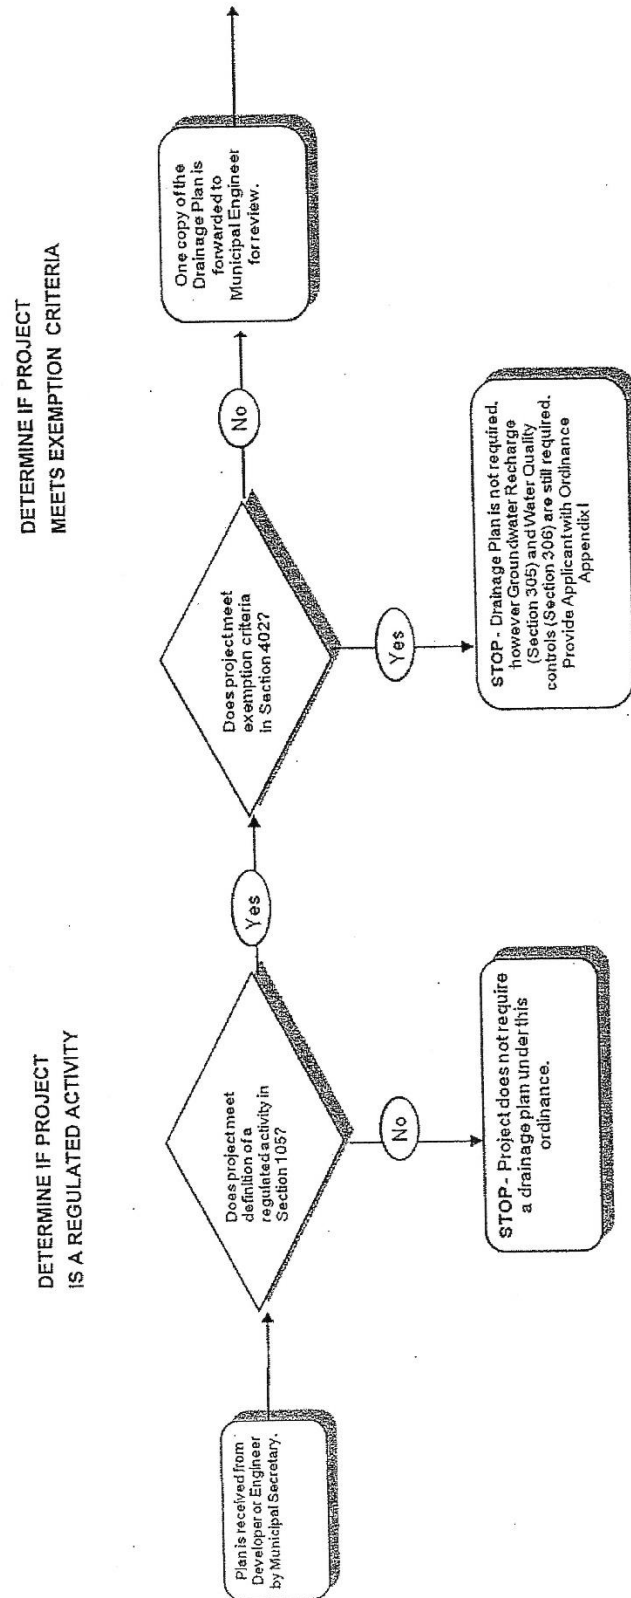 DETERMINE IF PROJECT
IS A REGULATED ACTIVITY
DETERMINE IF PROJECT
MEETS EXEMPTION CRITERIA
Plan is received from
Developer or Engineer
by Municipal Secretary.
Does project meet
definition of a
regulated activity in
Section 105?
Yes
No
STOP - Project does not require
a drainage plan under this
ordinance.
Does project meet
exemption criteria
in Section 402?
No
Yes
One copy of the
Drainage Plan is
forwarded to
Municipal Engineer
for review.
STOP - Drainage Plan is not required,
however Groundwater Recharge
(Section 305) and Water Quality
controls (Section 306) are still required.
Provide Applicant with Ordinance
Appendix I